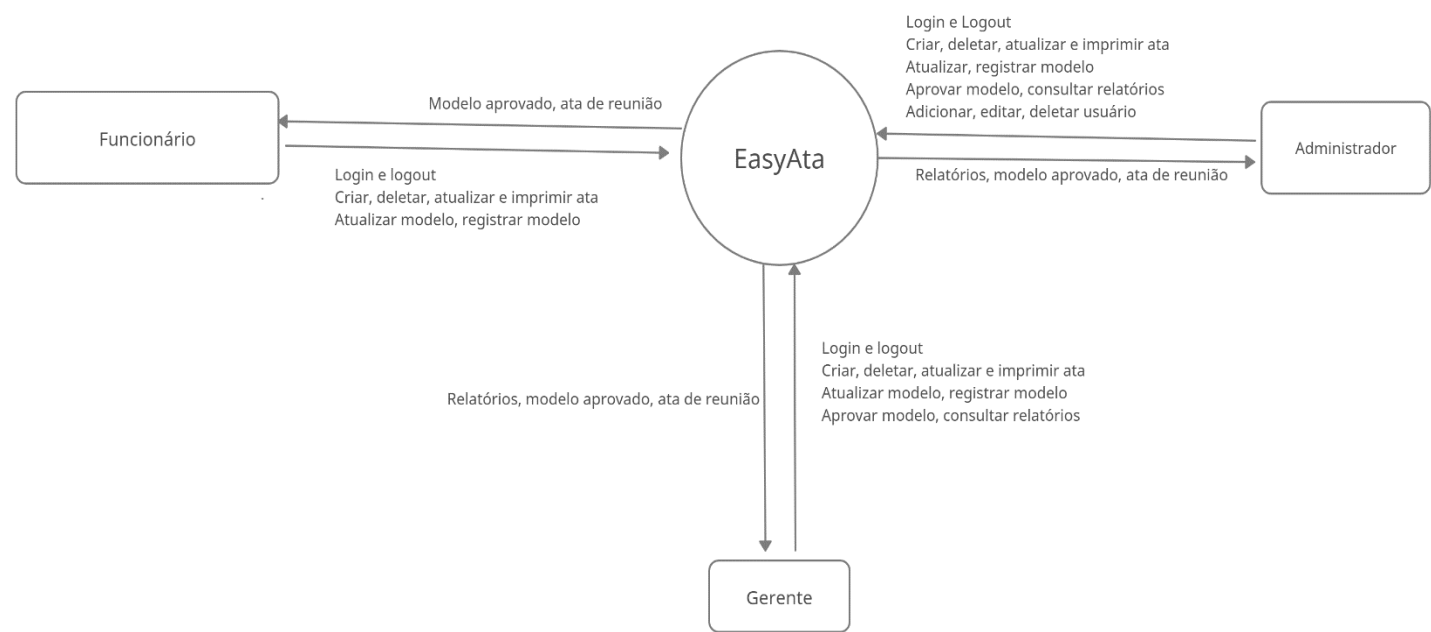 Login e Logout
Criar, deletar, atualizar e imprimir ata
Atualizar, registrar modelo
Aprovar modelo, consultar relatórios
Adicionar, editar, deletar usuário
Modelo aprovado, ata de reunião
Funcionário
EasyAta
Administrador
Login e logout
Criar, deletar, atualizar e imprimir ata
Atualizar modelo, registrar modelo
Relatórios, modelo aprovado, ata de reunião
Login e logout
Criar, deletar, atualizar e imprimir ata
Atualizar modelo, registrar modelo
Aprovar modelo, consultar relatórios
Relatórios, modelo aprovado, ata de reunião
Gerente